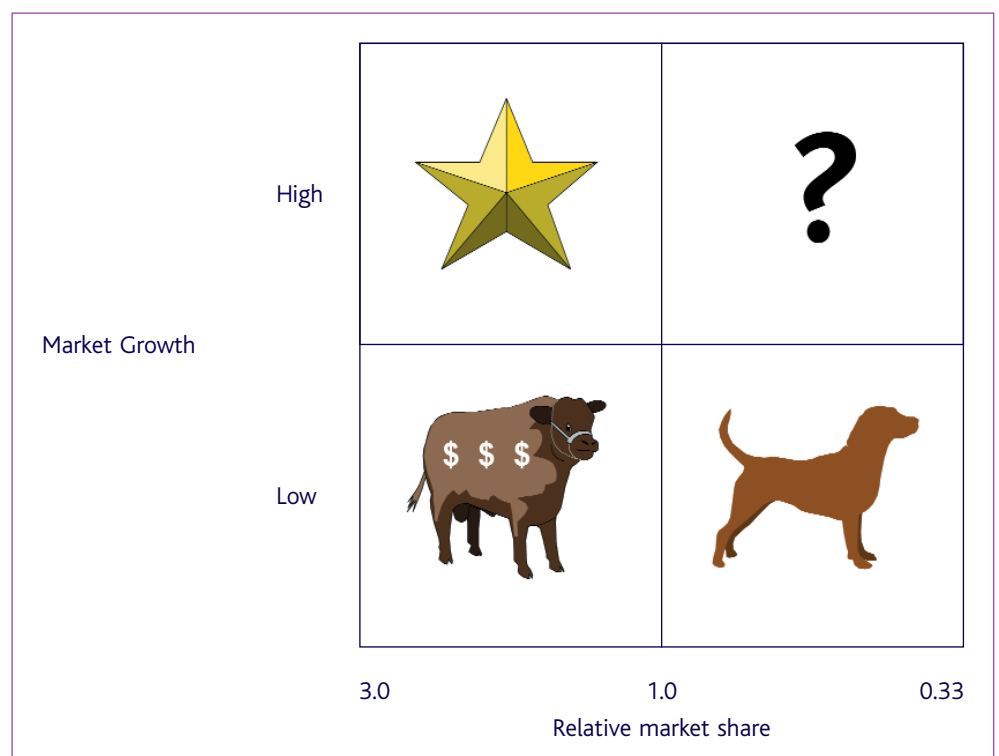 High
?
Market Growth
$ $ $
Low
3.0 1.0 0.33
Relative market share